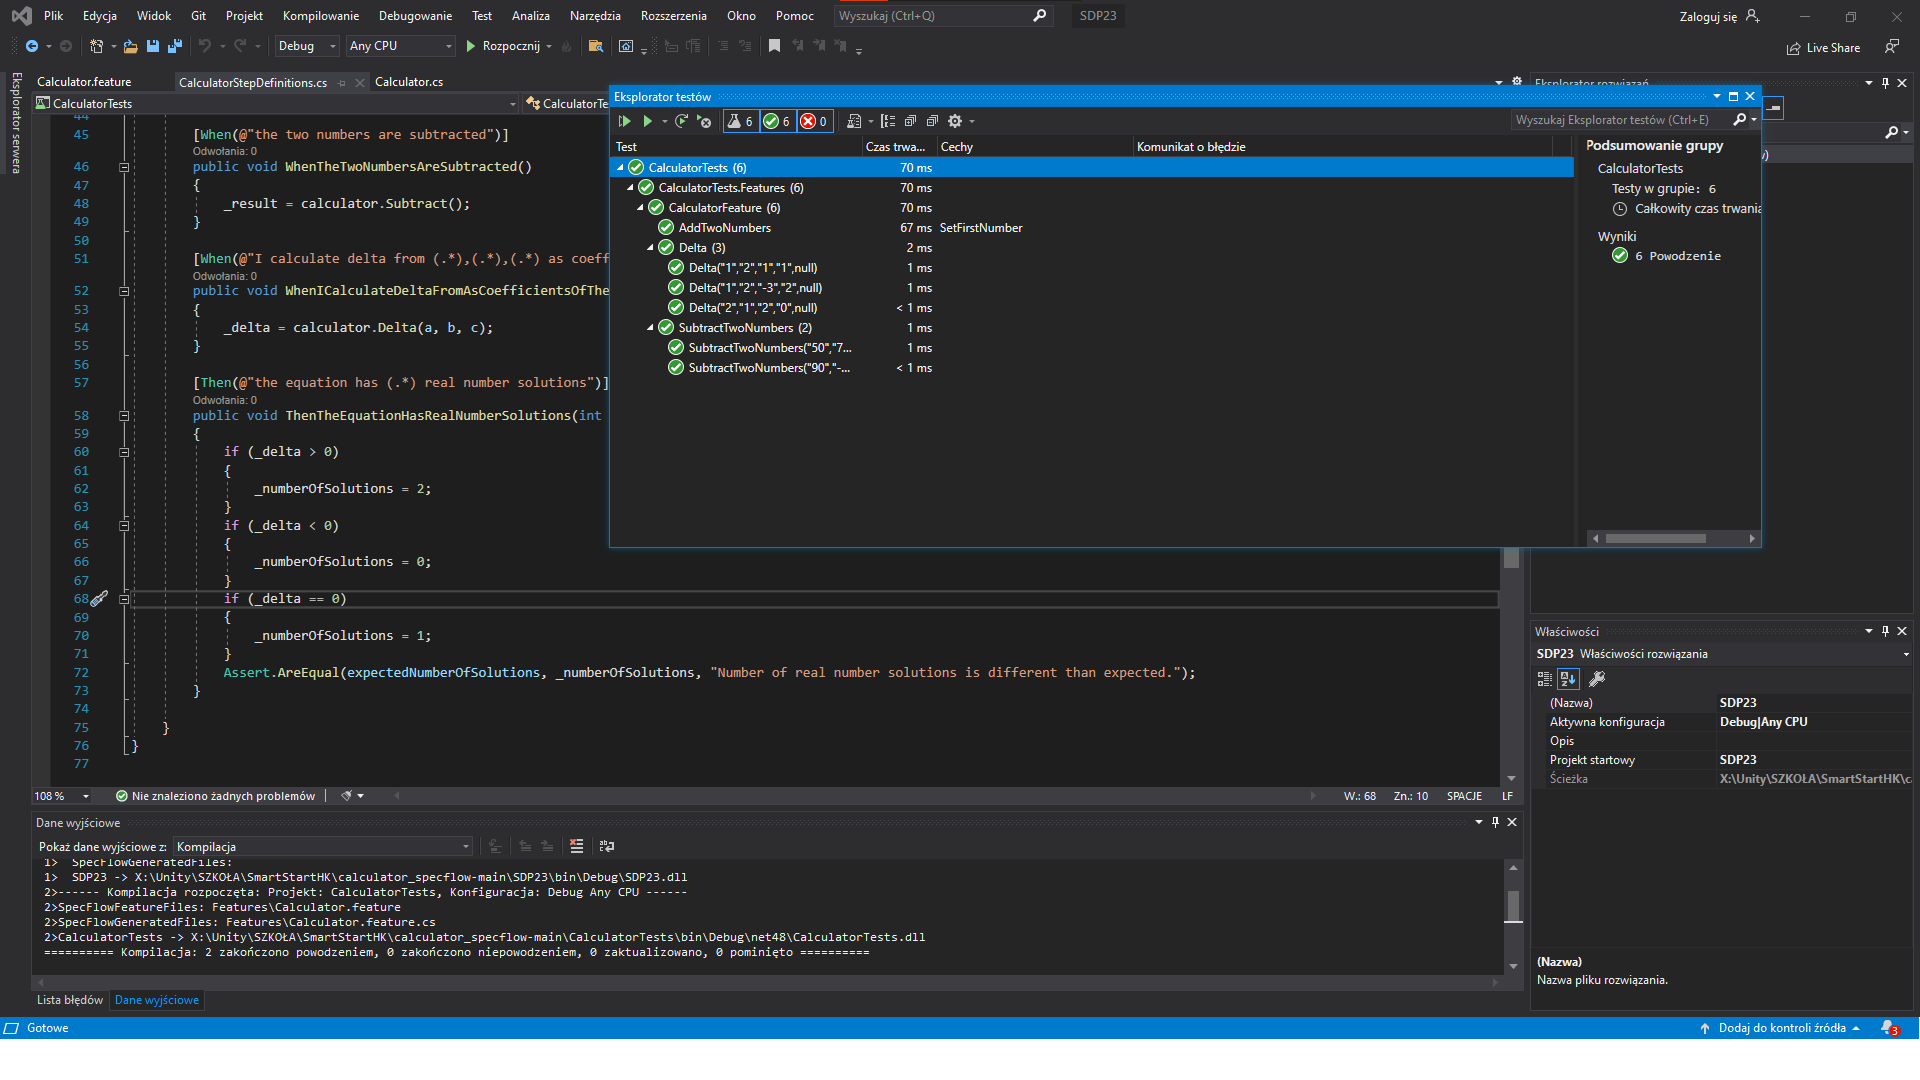 Plik Edycja Widok Git Projekt Kompilowanie Debugowanie Test Analiza Narzędzia Rozszerzenia Okno Pomoc Wyszukaj (Ctrl+Q) SDP23 Zaloguj się
Debug Any CPU Rozpocznij Live Share
Eksplorator serwera
Calculator.feature CalculatorStepDefinitions.cs Calculator.cs
CalculatorTests CalculatorTe
44
45 [When(@"the two numbers are subtracted")]
Odwołania: 0
46 public void WhenTheTwoNumbersAreSubtracted()
47 {
48 _result = calculator.Subtract();
49 }
50
51 [When(@"I calculate delta from (.*),(.*),(.*) as coeff
Odwołania: 0
52 public void WhenICalculateDeltaFromAsCoefficientsOfThe
53 {
54 _delta = calculator.Delta(a, b, c);
55 }
56
57 [Then(@"the equation has (.*) real number solutions")]
Odwołania: 0
58 public void ThenTheEquationHasRealNumberSolutions(int
59 {
60 if (_delta > 0)
61 {
62 _numberOfSolutions = 2;
63 }
64 if (_delta < 0)
65 {
66 _numberOfSolutions = 0;
67 }
68 if (_delta == 0)
69 {
70 _numberOfSolutions = 1;
71 }
72 Assert.AreEqual(expectedNumberOfSolutions, _numberOfSolutions, "Number of real number solutions is different than expected.");
73 }
74
75 }
76 }
77
108 % Nie znaleziono żadnych problemów W.: 68 Zn.: 10 SPACJE LF
Eksplorator testów
6 6 0 Wyszukaj Eksplorator testów (Ctrl+E)
Test Czas trwa... Cechy Komunikat o błędzie
CalculatorTests (6) 70 ms
CalculatorTests.Features (6) 70 ms
CalculatorFeature (6) 70 ms
AddTwoNumbers 67 ms SetFirstNumber
Delta (3) 2 ms
Delta("1","2","1","1",null) 1 ms
Delta("1","2","-3","2",null) 1 ms
Delta("2","1","2","0",null) < 1 ms
SubtractTwoNumbers (2) 1 ms
SubtractTwoNumbers("50","7... 1 ms
SubtractTwoNumbers("90","-... < 1 ms
Podsumowanie grupy
CalculatorTests
Testy w grupie: 6
Całkowity czas trwania
Wyniki
6 Powodzenie
Eksplorator rozwiązań
Właściwości
SDP23 Właściwości rozwiązania
(Nazwa) SDP23
Aktywna konfiguracja Debug|Any CPU
Opis
Projekt startowy SDP23
Ścieżka X:\Unity\SZKOŁA\SmartStartHK\c
(Nazwa)
Nazwa pliku rozwiązania.
Dane wyjściowe
Pokaż dane wyjściowe z: Kompilacja
1> SpecFlowGeneratedFiles:
1> SDP23 -> X:\Unity\SZKOŁA\SmartStartHK\calculator_specflow-main\SDP23\bin\Debug\SDP23.dll
2>------ Kompilacja rozpoczęta: Projekt: CalculatorTests, Konfiguracja: Debug Any CPU ------
2>SpecFlowFeatureFiles: Features\Calculator.feature
2>SpecFlowGeneratedFiles: Features\Calculator.feature.cs
2>CalculatorTests -> X:\Unity\SZKOŁA\SmartStartHK\calculator_specflow-main\CalculatorTests\bin\Debug\net48\CalculatorTests.dll
========== Kompilacja: 2 zakończono powodzeniem, 0 zakończono niepowodzeniem, 0 zaktualizowano, 0 pominięto ==========
Lista błędów Dane wyjściowe
Gotowe Dodaj do kontroli źródła 3